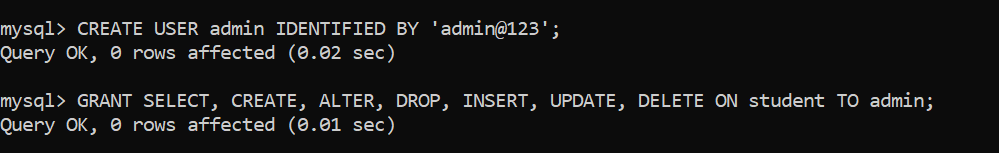 mysql> CREATE USER admin IDENTIFIED BY 'admin@123';
Query OK, 0 rows affected (0.02 sec)
mysql> GRANT SELECT, CREATE, ALTER, DROP, INSERT, UPDATE, DELETE ON student TO admin;
Query OK, 0 rows affected (0.01 sec)